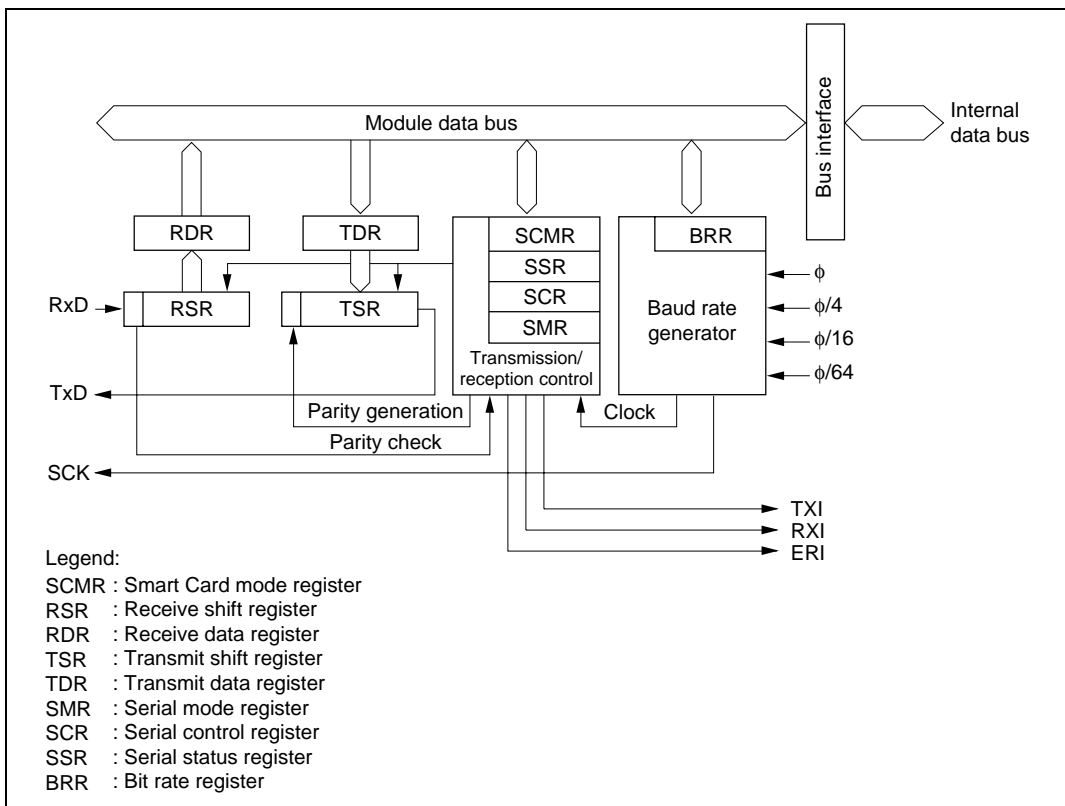 Module data bus
Bus interface
Internal
data bus
RDR
TDR
SCMR
BRR
SSR
SCR
SMR
RxD
RSR
TSR
Baud rate
generator
ϕ
ϕ/4
ϕ/16
ϕ/64
Transmission/
reception control
TxD
Parity generation
Clock
Parity check
SCK
TXI
RXI
ERI
Legend:
SCMR : Smart Card mode register
RSR : Receive shift register
RDR : Receive data register
TSR : Transmit shift register
TDR : Transmit data register
SMR : Serial mode register
SCR : Serial control register
SSR : Serial status register
BRR : Bit rate register